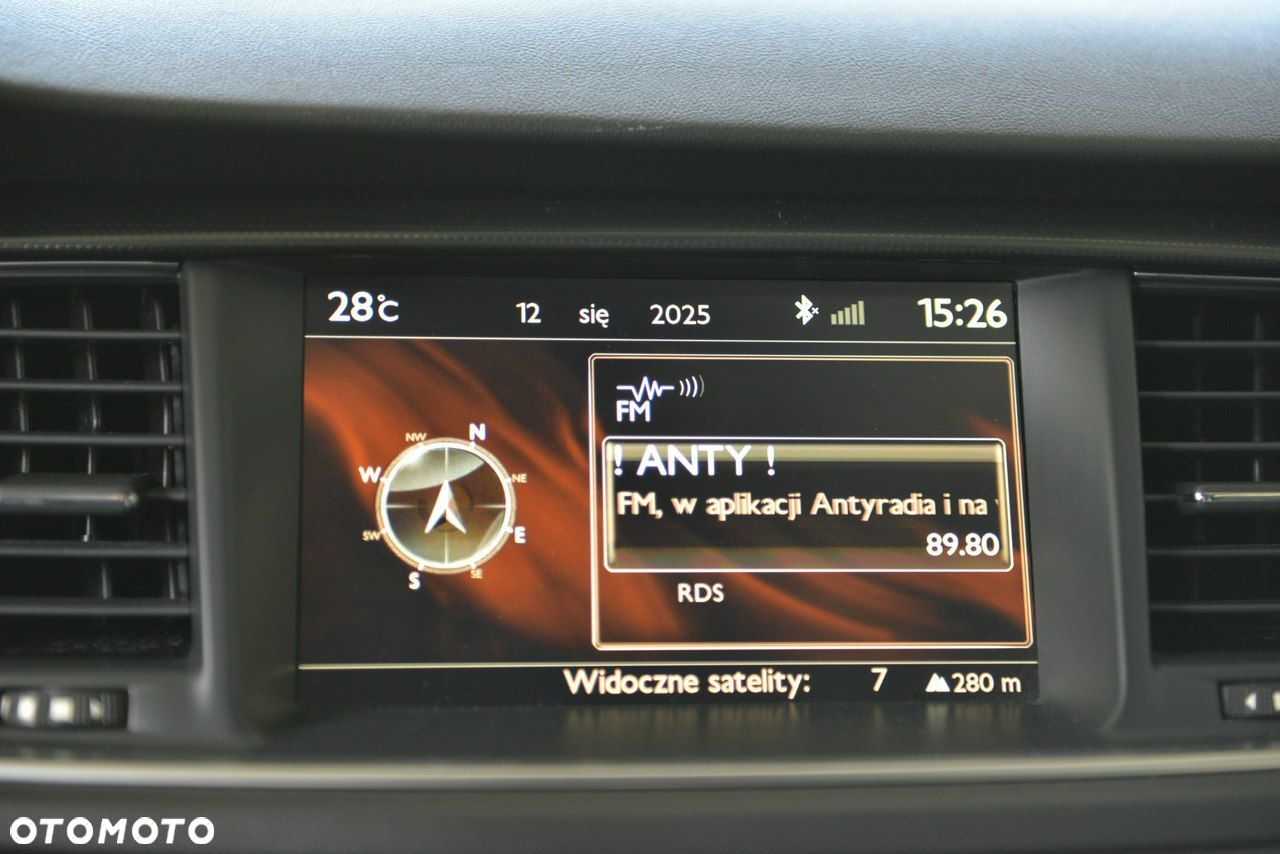 28°C 12 się 2025 15:26
NW N
W NE
SW E
S SE
FM
! ANTY !
FM, w aplikacji Antyradia i na
89.80
RDS
Widoczne satelity: 7 280 m
OTOMOTO